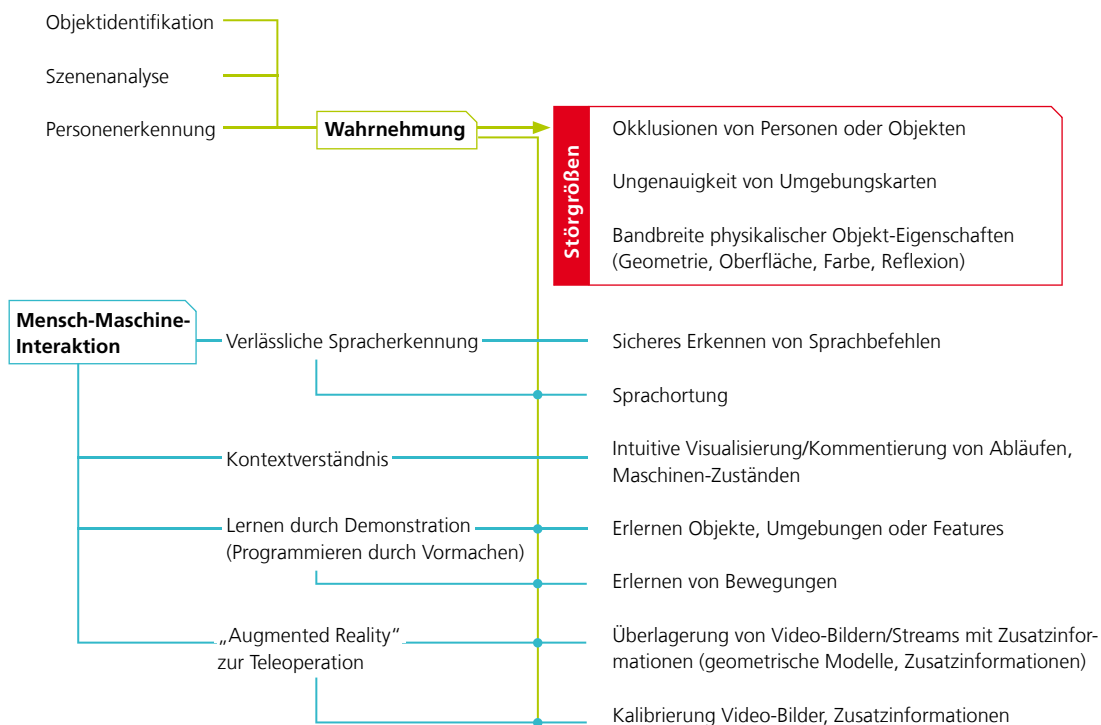 Objektidentifikation
Szenenanalyse
Personenerkennung
Wahrnehmung
Störgrößen
Okklusionen von Personen oder Objekten
Ungenauigkeit von Umgebungskarten
Bandbreite physikalischer Objekt-Eigenschaften
(Geometrie, Oberfläche, Farbe, Reflexion)
Mensch-Maschine-
Interaktion
Verlässliche Spracherkennung
Sicheres Erkennen von Sprachbefehlen
Sprachortung
Kontextverständnis
Intuitive Visualisierung/Kommentierung von Abläufen,
Maschinen-Zuständen
Lernen durch Demonstration
(Programmieren durch Vormachen)
Erlernen Objekte, Umgebungen oder Features
Erlernen von Bewegungen
„Augmented Reality“
zur Teleoperation
Überlagerung von Video-Bildern/Streams mit Zusatzinfor-
mationen (geometrische Modelle, Zusatzinformationen)
Kalibrierung Video-Bilder, Zusatzinformationen